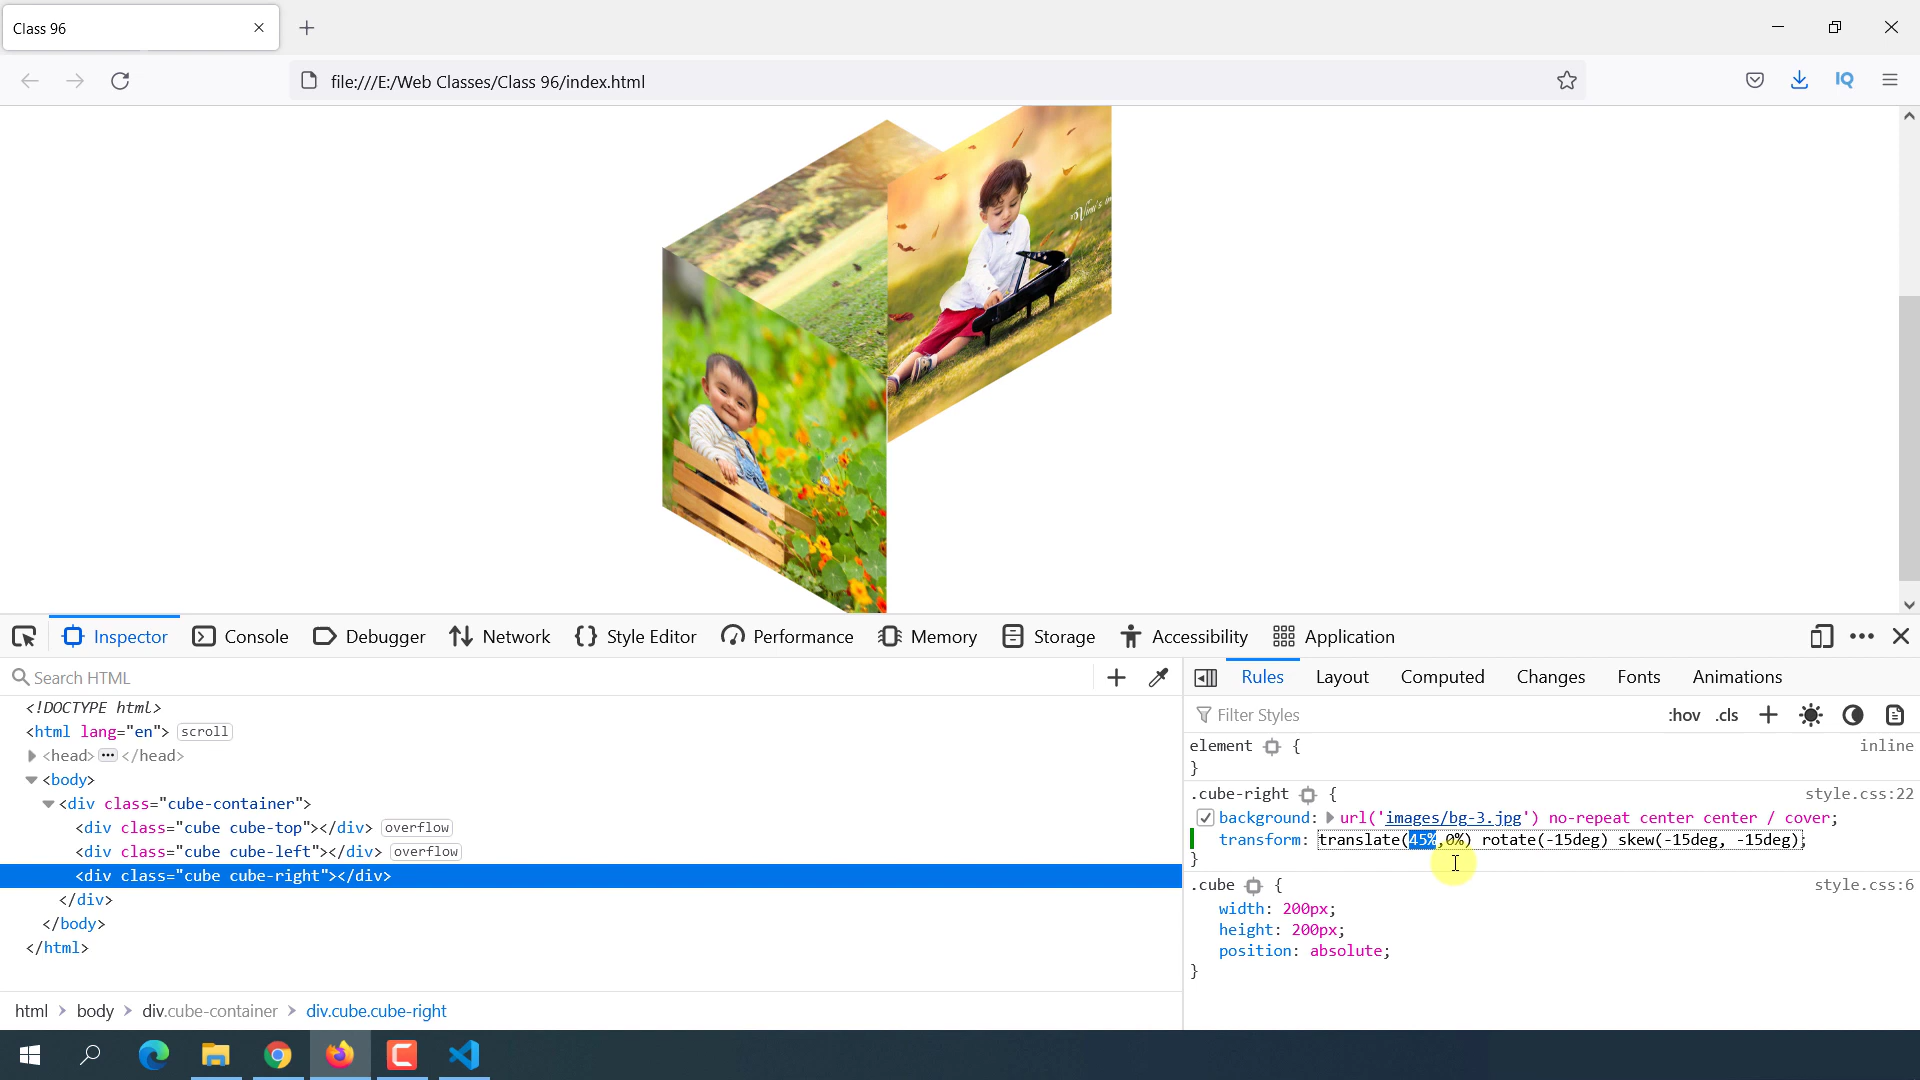 Class 96
file:///E:/Web Classes/Class 96/index.html
IQ
Inspector Console Debugger Network Style Editor Performance Memory Storage Accessibility Application
Search HTML
Rules Layout Computed Changes Fonts Animations
Filter Styles :hov .cls
<!DOCTYPE html>
<html lang="en"> scroll
<head> ••• </head>
<body>
<div class="cube-container">
<div class="cube cube-top"></div> overflow
<div class="cube cube-left"></div> overflow
<div class="cube cube-right"></div>
</div>
</body>
</html>
element { inline
}
.cube-right { style.css:22
background: url('images/bg-3.jpg') no-repeat center center / cover;
transform: translate(45%,0%) rotate(-15deg) skew(-15deg, -15deg);
}
.cube { style.css:6
width: 200px;
height: 200px;
position: absolute;
}
html > body > div.cube-container > div.cube.cube-right